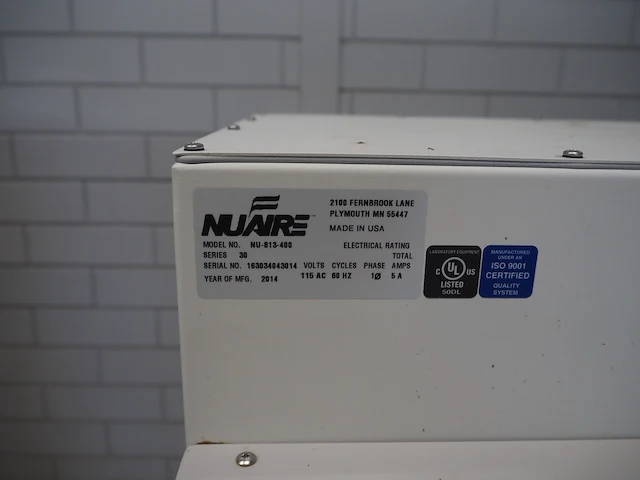 NUAIRE™
2100 FERNBROOK LANE
PLYMOUTH MN 55447
MADE IN USA
MODEL NO. NU-813-400 ELECTRICAL RATING
SERIES 30 TOTAL
SERIAL NO. 163034043014 VOLTS CYCLES PHASE AMPS
YEAR OF MFG. 2014 115 AC 60 HZ 1Ø 5 A
LABORATORY EQUIPMENT
C UL US
LISTED
50DL
MANUFACTURED
UNDER AN
ISO 9001
CERTIFIED
QUALITY
SYSTEM